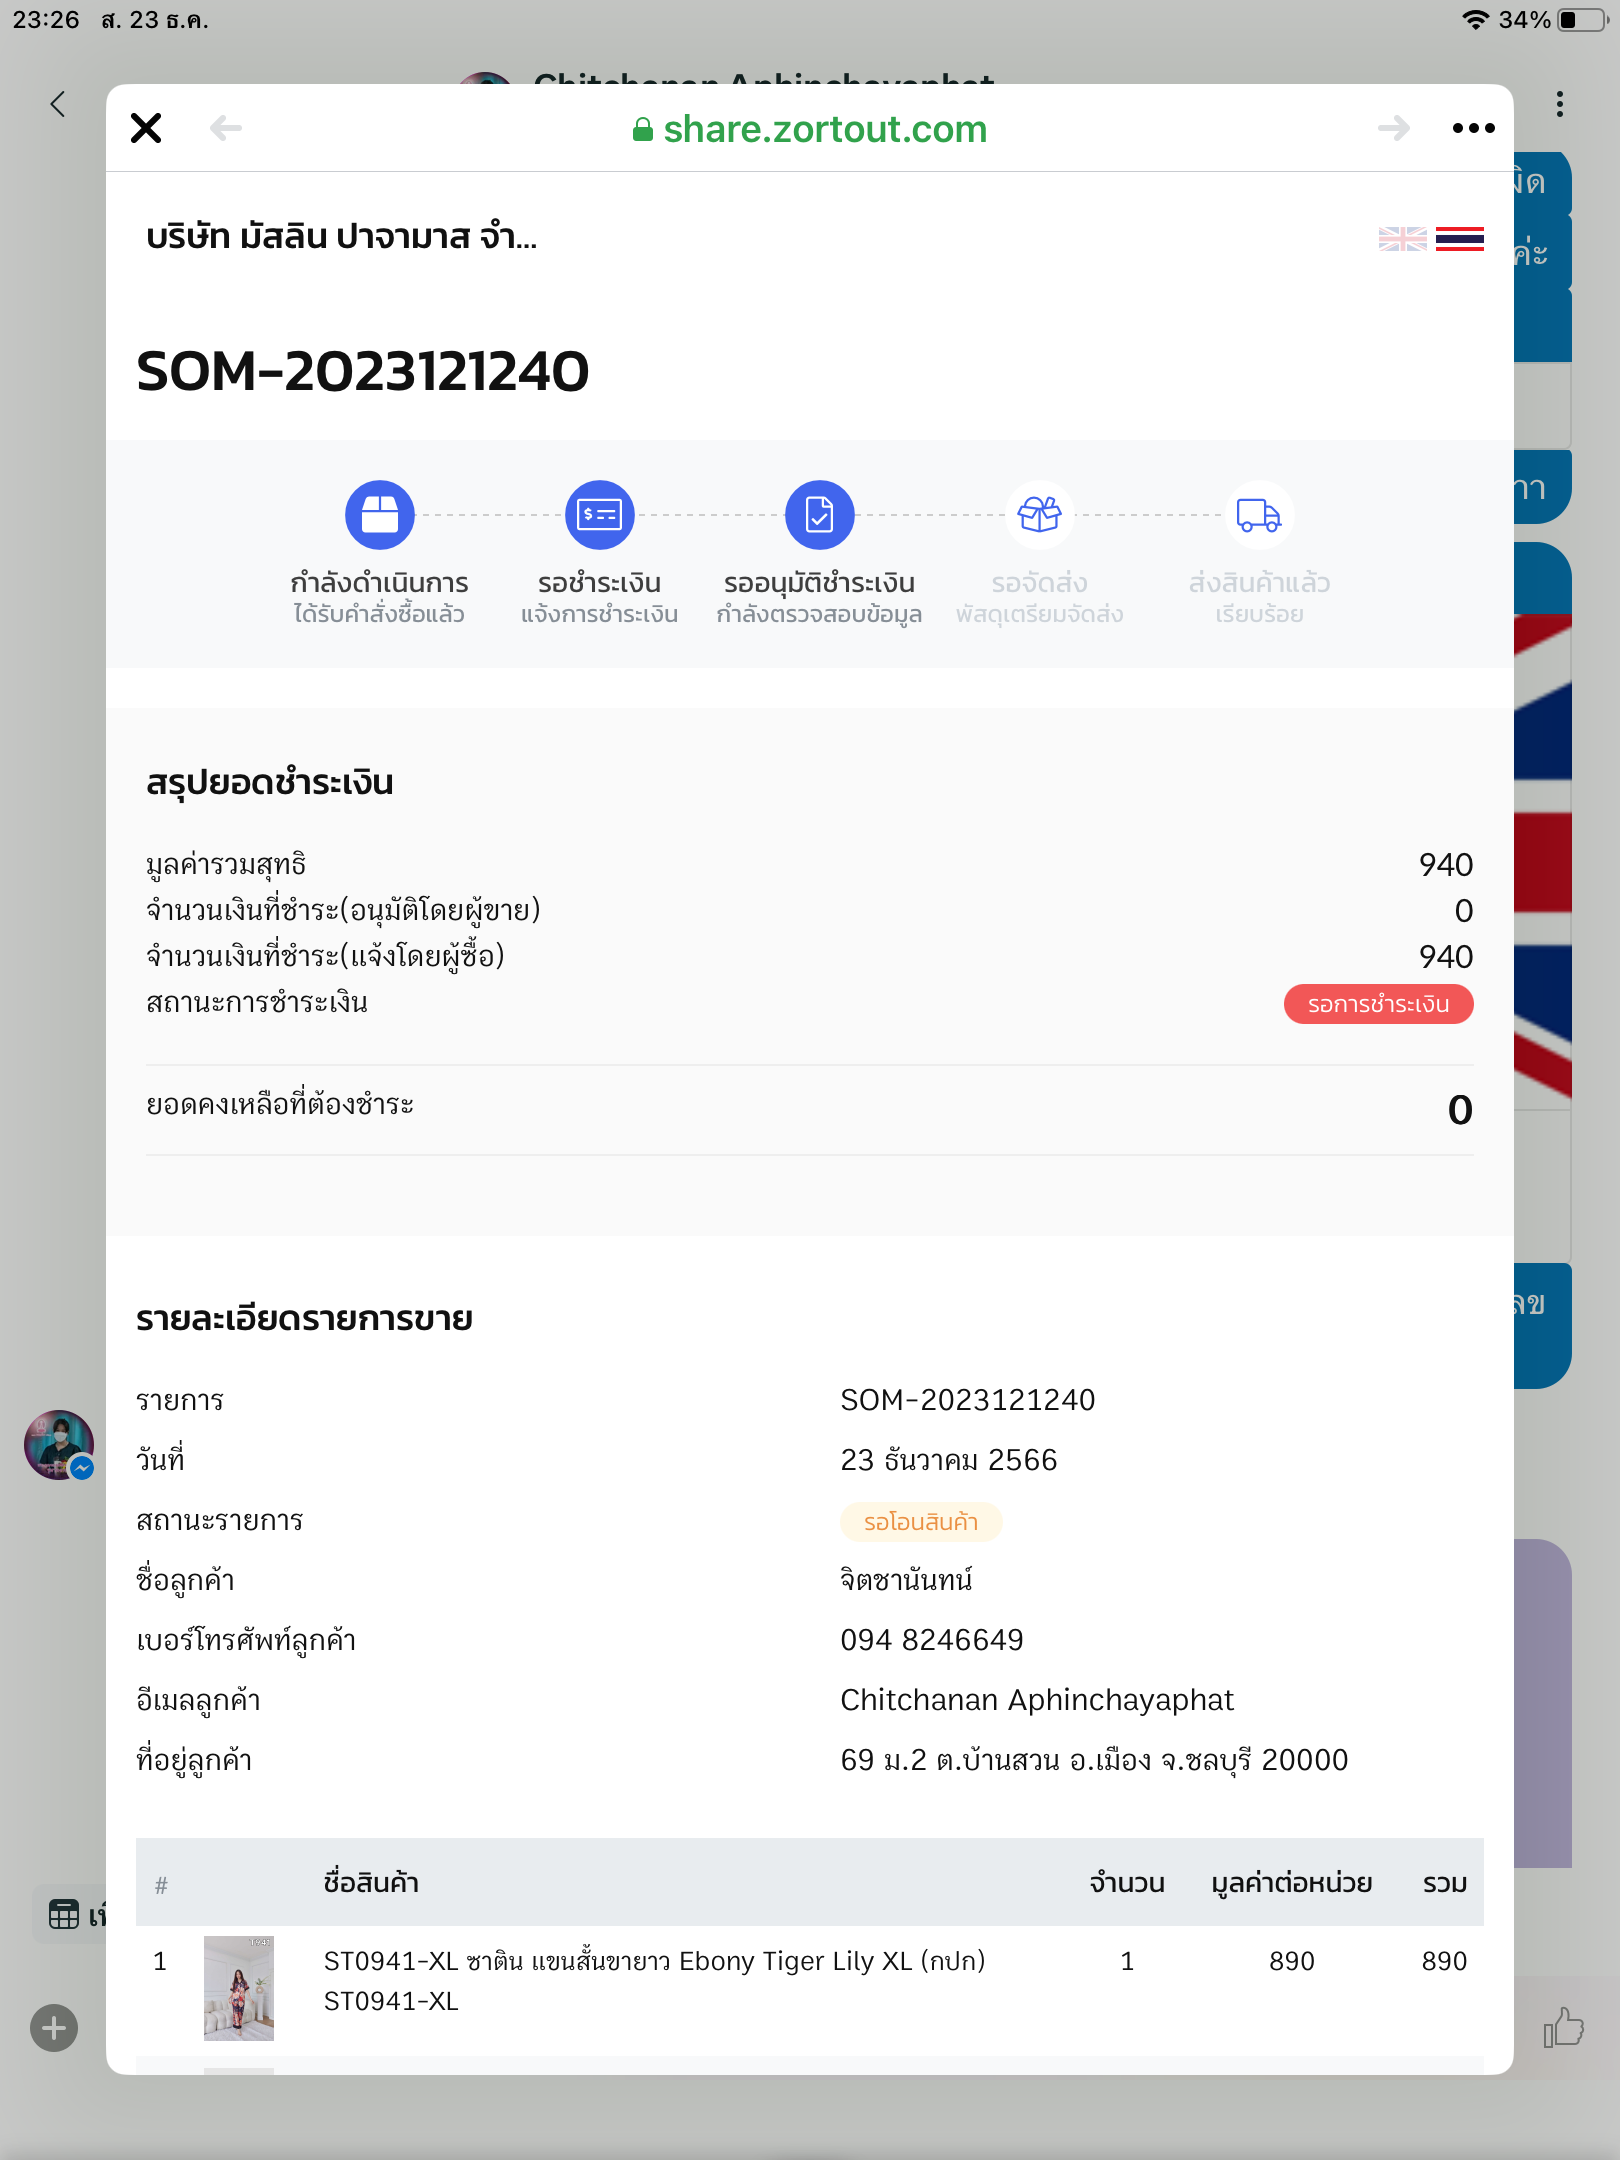 23:26 ส. 23 ธ.ค. 34%
share.zortout.com
บริษัท มัสลิน ปาจามาส จำ...
SOM-2023121240
กำลังดำเนินการ
ได้รับคำสั่งซื้อแล้ว
รอชำระเงิน
แจ้งการชำระเงิน
รออนุมัติชำระเงิน
กำลังตรวจสอบข้อมูล
รอจัดส่ง
พัสดุเตรียมจัดส่ง
ส่งสินค้าแล้ว
เรียบร้อย
สรุปยอดชำระเงิน
มูลค่ารวมสุทธิ 940
จำนวนเงินที่ชำระ(อนุมัติโดยผู้ขาย) 0
จำนวนเงินที่ชำระ(แจ้งโดยผู้ซื้อ) 940
สถานะการชำระเงิน รอการชำระเงิน
ยอดคงเหลือที่ต้องชำระ 0
รายละเอียดรายการขาย
รายการ SOM-2023121240
วันที่ 23 ธันวาคม 2566
สถานะรายการ รอโอนสินค้า
ชื่อลูกค้า จิตชานันทน์
เบอร์โทรศัพท์ลูกค้า 094 8246649
อีเมลลูกค้า Chitchanan Aphinchayaphat
ที่อยู่ลูกค้า 69 ม.2 ต.บ้านสวน อ.เมือง จ.ชลบุรี 20000
# ชื่อสินค้า จำนวน มูลค่าต่อหน่วย รวม
1 ST0941-XL ซาติน แขนสั้นขายาว Ebony Tiger Lily XL (กปก) 1 890 890
ST0941-XL